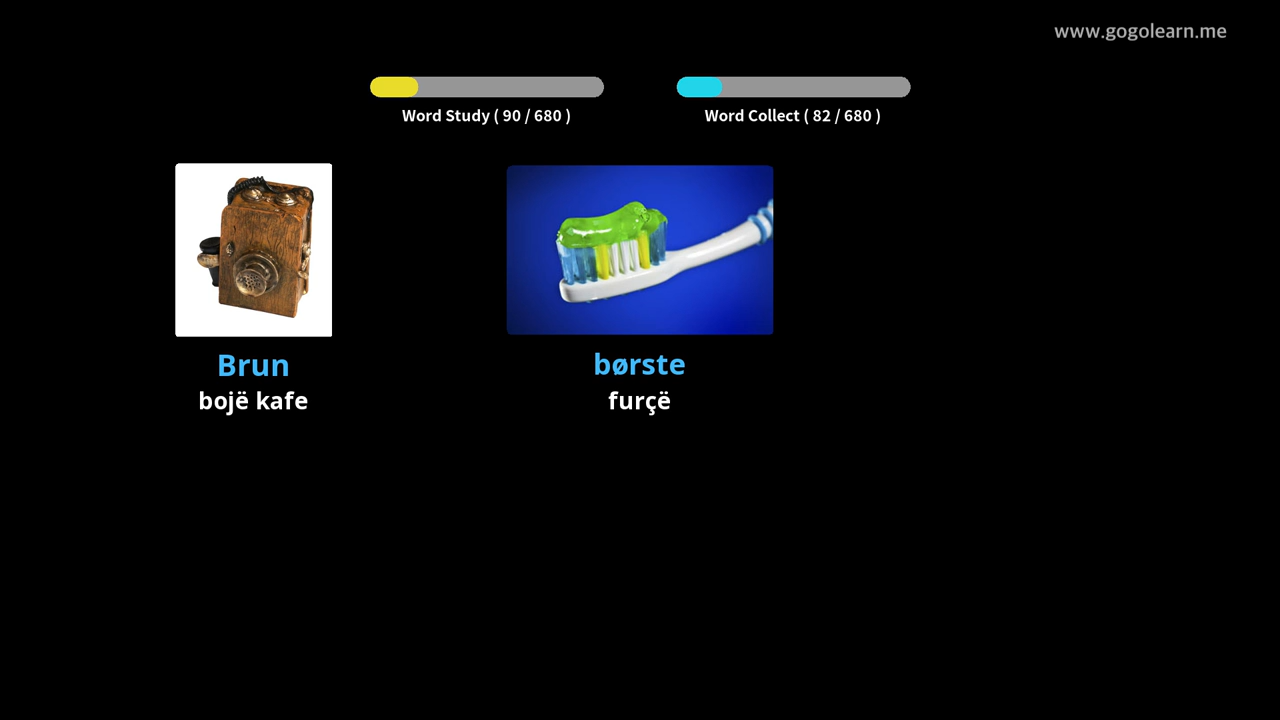 www.gogolearn.me
Word Study ( 90 / 680 )
Word Collect ( 82 / 680 )
Brun
bojë kafe
børste
furçë